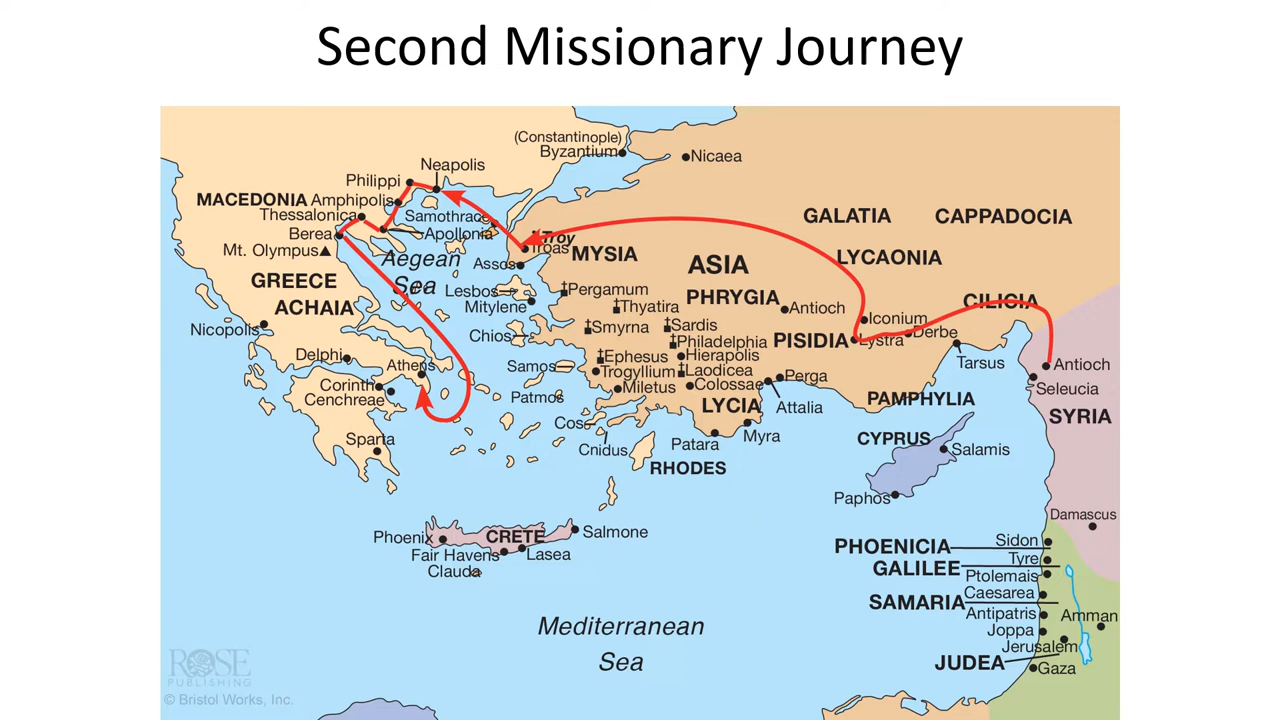 Second Missionary Journey
(Constantinople)
Byzantium
Nicaea
Neapolis
Philippi
MACEDONIA
Amphipolis
Thessalonica
Samothrace
Berea
Apollonia
Mt. Olympus
Aegean
Sea
GREECE
ACHAIA
Troy
Troas
MYSIA
Assos
ASIA
GALATIA
CAPPADOCIA
LYCAONIA
CILICIA
PHRYGIA
Antioch
Lesbos
Mitylene
Pergamum
Thyatira
Smyrna
Sardis
Philadelphia
Hierapolis
PISIDIA
Iconium
Lystra
Derbe
Tarsus
Antioch
Seleucia
SYRIA
Nicopolis
Chios
Delphi
Athens
Corinth
Cenchreae
Sparta
Samos
Ephesus
Trogyllium
Laodicea
Miletus
Colossae
Perga
Attalia
Patmos
LYCIA
PAMPHYLIA
Cos
Cnidus
Patara
Myra
RHODES
CYPRUS
Salamis
Paphos
Damascus
Phoenix
CRETE
Salmone
Fair Havens
Lasea
Clauda
PHOENICIA
Sidon
Tyre
GALILEE
Ptolemais
Caesarea
SAMARIA
Antipatris
Amman
Joppa
Jerusalem
JUDEA
Gaza
Mediterranean
Sea
ROSE
PUBLISHING
© Bristol Works, Inc.